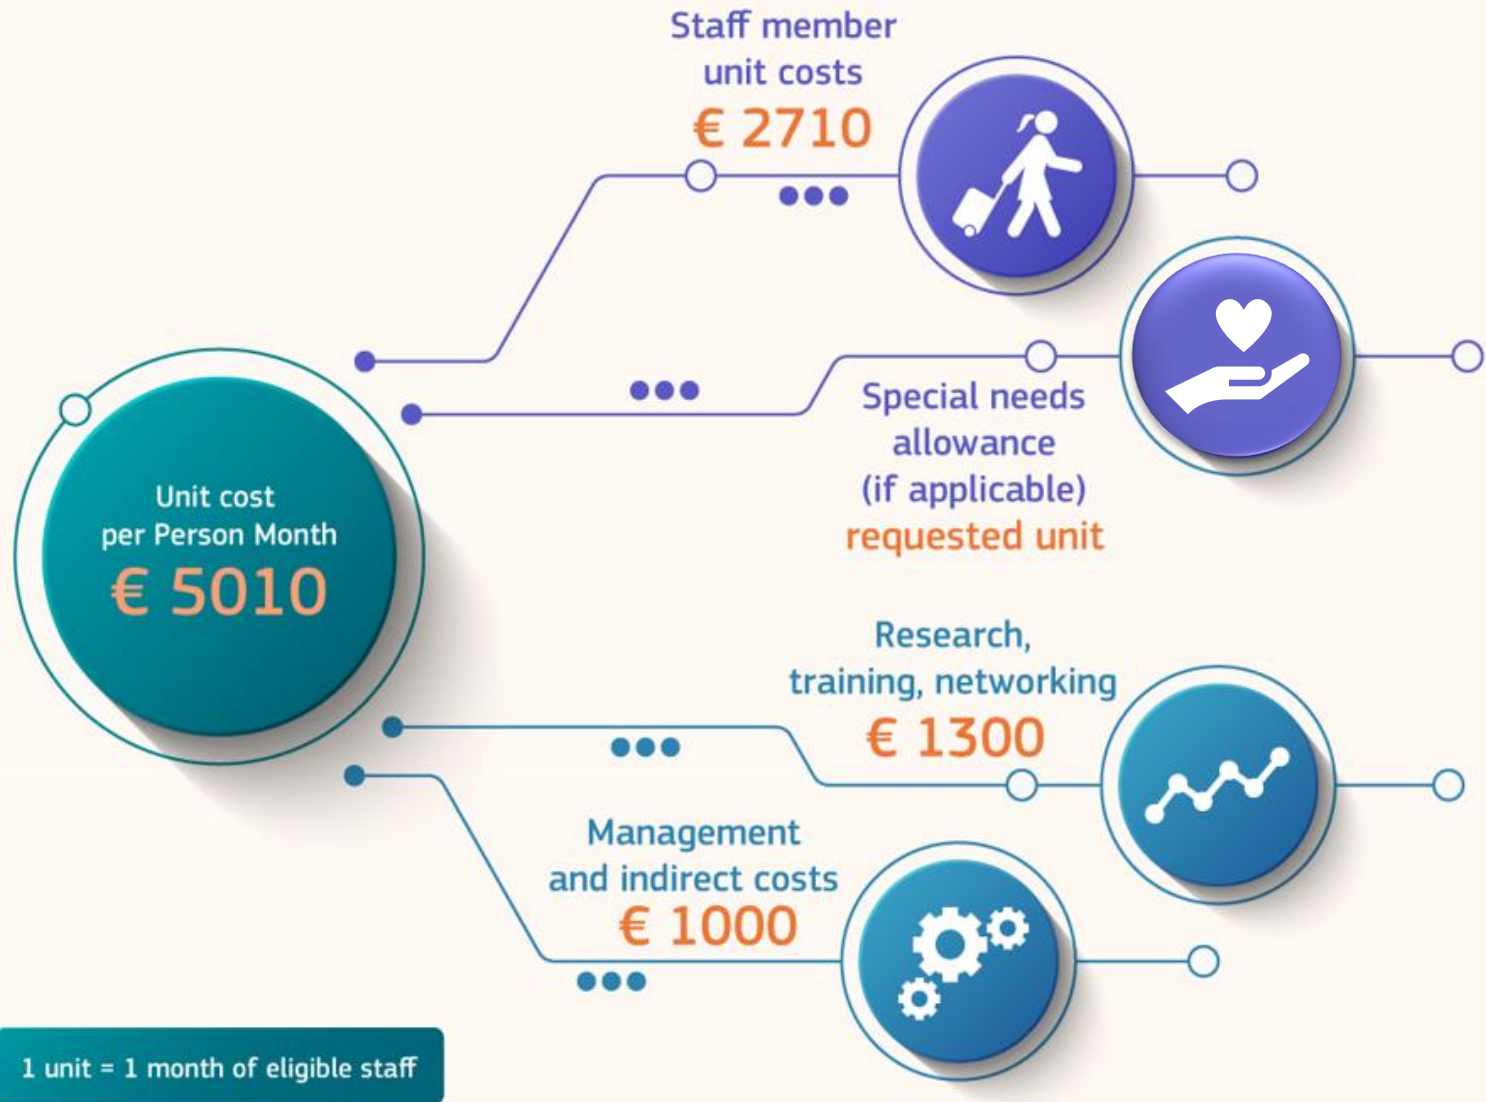 Staff member
unit costs
€ 2710
Special needs
allowance
(if applicable)
requested unit
Unit cost
per Person Month
€ 5010
Research,
training, networking
€ 1300
Management
and indirect costs
€ 1000
1 unit = 1 month of eligible staff